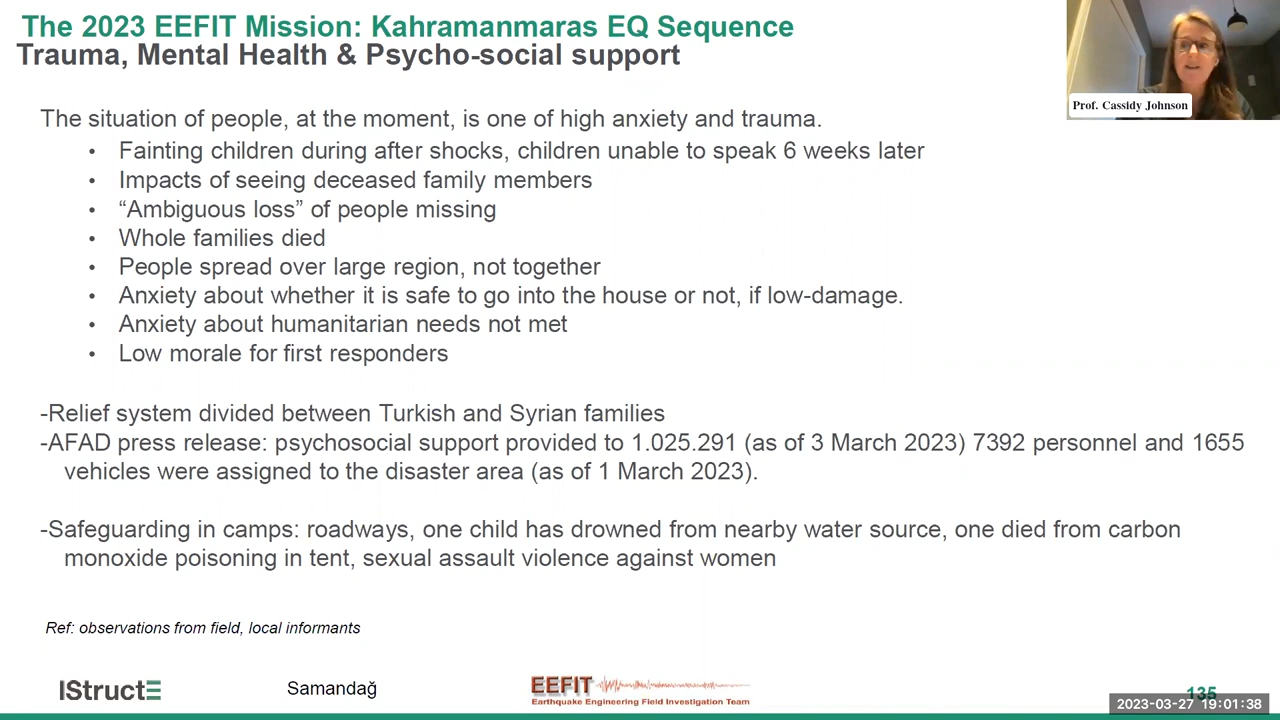 The 2023 EEFIT Mission: Kahramanmaras EQ Sequence
Trauma, Mental Health & Psycho-social support
Prof. Cassidy Johnson
The situation of people, at the moment, is one of high anxiety and trauma.
• Fainting children during after shocks, children unable to speak 6 weeks later
• Impacts of seeing deceased family members
• “Ambiguous loss” of people missing
• Whole families died
• People spread over large region, not together
• Anxiety about whether it is safe to go into the house or not, if low-damage.
• Anxiety about humanitarian needs not met
• Low morale for first responders
-Relief system divided between Turkish and Syrian families
-AFAD press release: psychosocial support provided to 1.025.291 (as of 3 March 2023) 7392 personnel and 1655
vehicles were assigned to the disaster area (as of 1 March 2023).
-Safeguarding in camps: roadways, one child has drowned from nearby water source, one died from carbon
monoxide poisoning in tent, sexual assault violence against women
Ref: observations from field, local informants
IStructE
Samandağ
EEFIT
Earthquake Engineering Field Investigation Team
135
2023-03-27 19:01:38